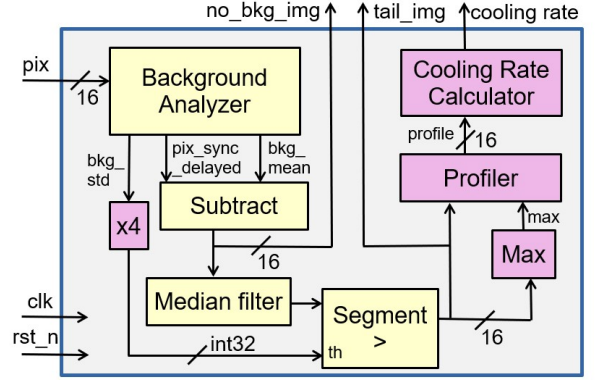 no_bkg_img
tail_img
cooling rate
pix
16
Background
Analyzer
Cooling Rate
Calculator
bkg_
std
pix_sync
_delayed
bkg_
mean
profile
16
Profiler
x4
Subtract
max
Max
16
Median filter
clk
Segment
>
th
rst_n
int32
16